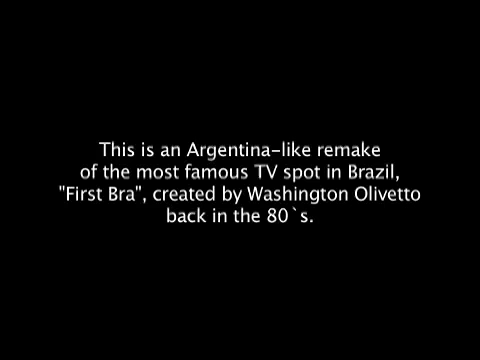 This is an Argentina-like remake
of the most famous TV spot in Brazil,
"First Bra", created by Washington Olivetto
back in the 80`s.